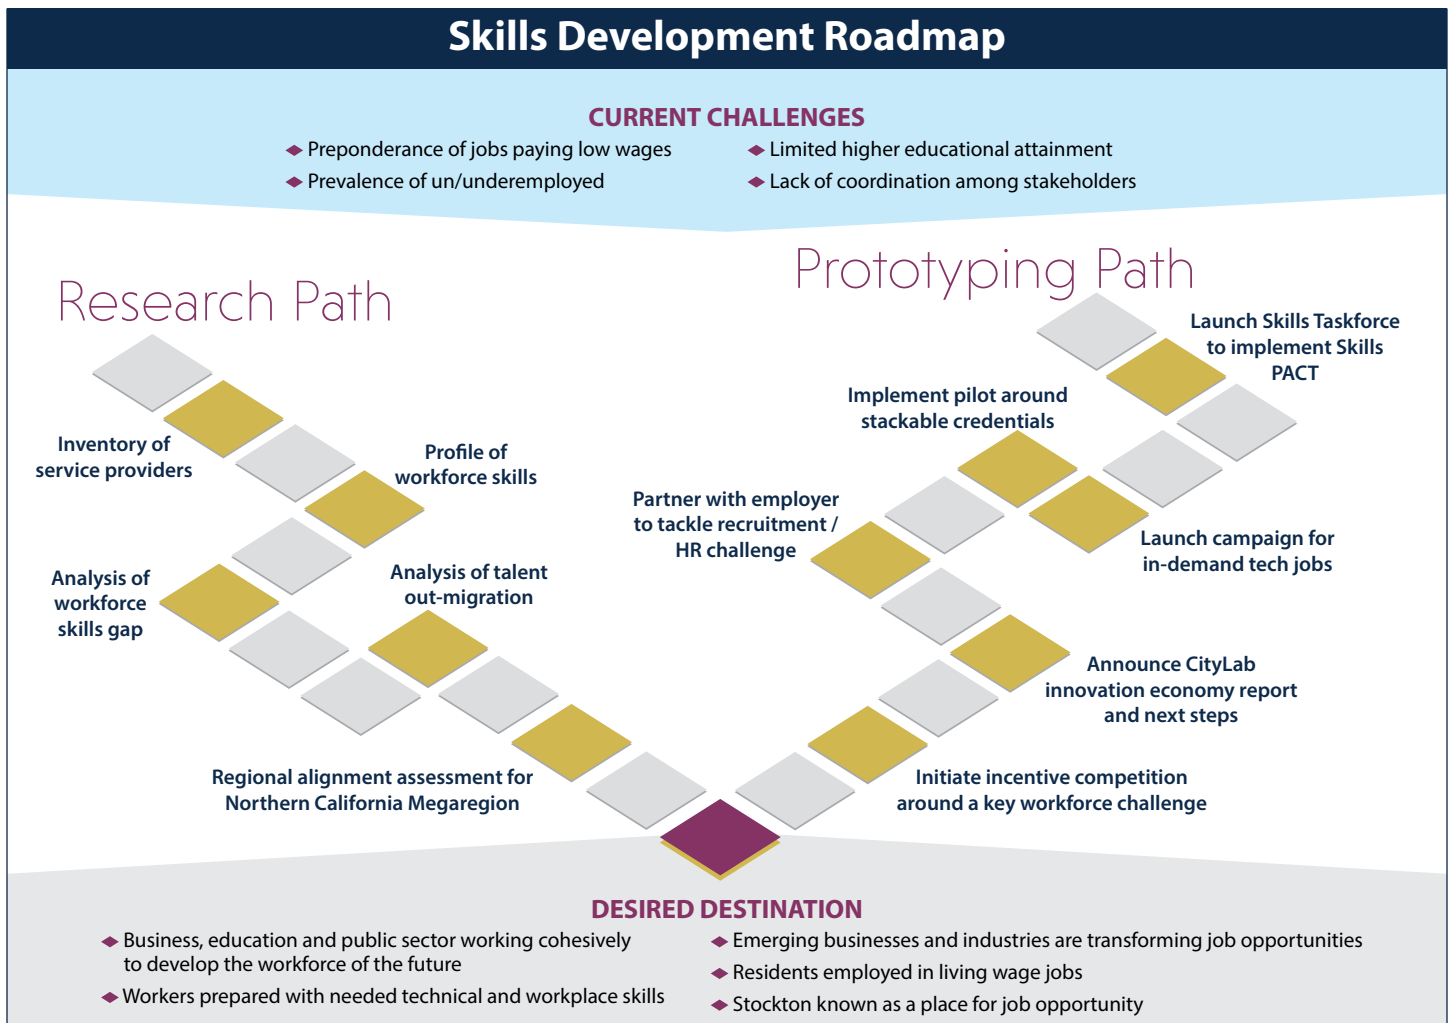 Skills Development Roadmap
CURRENT CHALLENGES
Preponderance of jobs paying low wages
Prevalence of un/underemployed
Limited higher educational attainment
Lack of coordination among stakeholders
Research Path
Inventory of
service providers
Profile of
workforce skills
Analysis of
workforce
skills gap
Analysis of talent
out-migration
Regional alignment assessment for
Northern California Megaregion
Prototyping Path
Launch Skills Taskforce
to implement Skills
PACT
Implement pilot around
stackable credentials
Launch campaign for
in-demand tech jobs
Partner with employer
to tackle recruitment /
HR challenge
Announce CityLab
innovation economy report
and next steps
Initiate incentive competition
around a key workforce challenge
DESIRED DESTINATION
Business, education and public sector working cohesively
to develop the workforce of the future
Workers prepared with needed technical and workplace skills
Emerging businesses and industries are transforming job opportunities
Residents employed in living wage jobs
Stockton known as a place for job opportunity